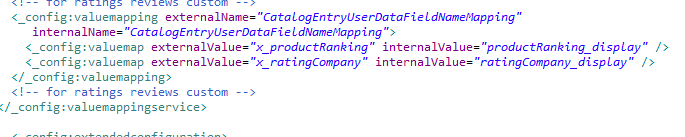 <!-- for ratings reviews custom -->
<_config:valuemapping externalName="CatalogEntryUserDataFieldNameMapping"
internalName="CatalogEntryUserDataFieldNameMapping">
<_config:valuemap externalValue="x_productRanking" internalValue="productRanking_display" />
<_config:valuemap externalValue="x_ratingCompany" internalValue="ratingCompany_display" />
</_config:valuemapping>
<!-- for ratings reviews custom -->
</_config:valuemappingservice>
<_config:extendedconfiguration>